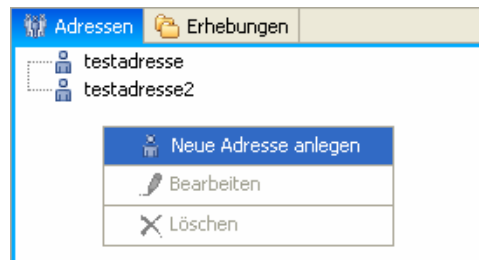 Adressen Erhebungen
testadresse
testadresse2
Neue Adresse anlegen
Bearbeiten
Löschen